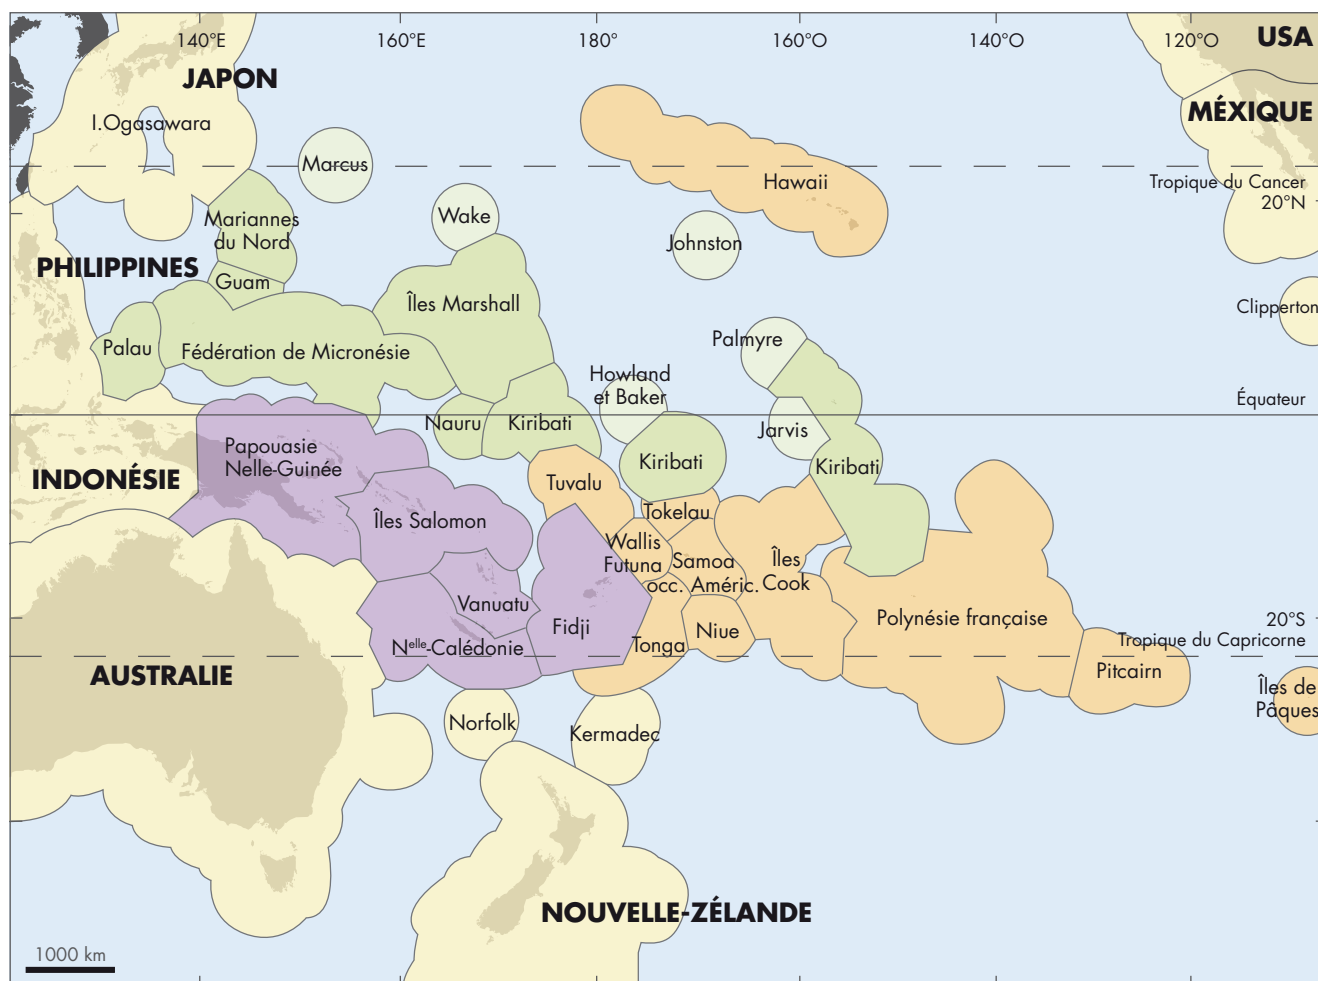 140°E
160°E
180°
160°O
140°O
120°O
USA
JAPON
MÉXIQUE
I.Ogasawara
Marcus
Hawaii
Tropique du Cancer
20°N
Mariannes
du Nord
Wake
Johnston
PHILIPPINES
Guam
Îles Marshall
Clipperton
Palau
Fédération de Micronésie
Palmyre
Howland
et Baker
Équateur
Nauru
Kiribati
Jarvis
Papouasie
Nelle-Guinée
INDONÉSIE
Kiribati
Kiribati
Tuvalu
Îles Salomon
Tokelau
Wallis
Futuna
Samoa
occ. Améric.
Îles
Cook
Vanuatu
Fidji
Niue
Polynésie française
20°S
Tropique du Capricorne
Nelle-Calédonie
Tonga
Pitcairn
AUSTRALIE
Îles de
Pâques
Norfolk
Kermadec
NOUVELLE-ZÉLANDE
1000 km